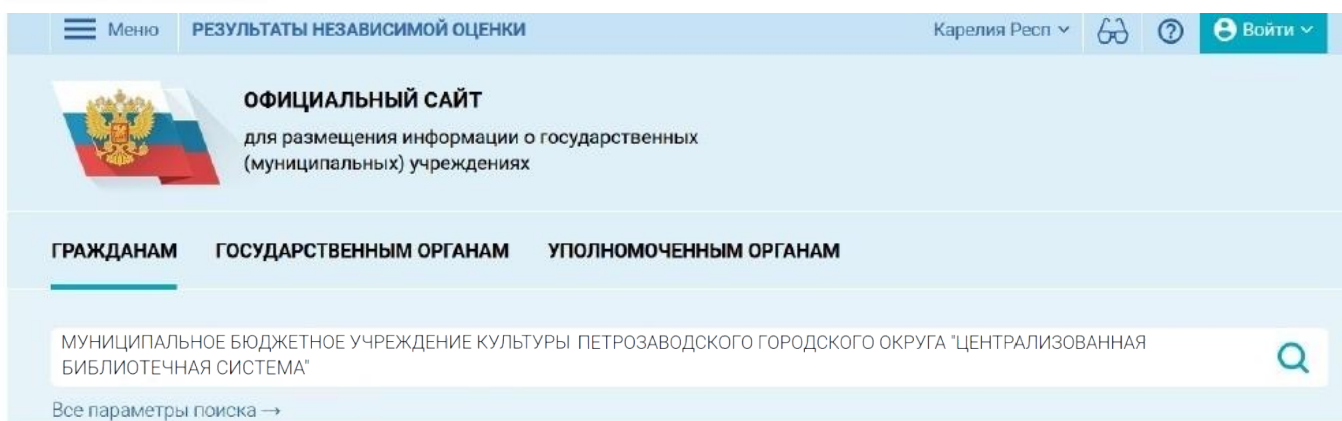 Меню РЕЗУЛЬТАТЫ НЕЗАВИСИМОЙ ОЦЕНКИ Карелия Респ Войти
ОФИЦИАЛЬНЫЙ САЙТ
для размещения информации о государственных
(муниципальных) учреждениях
ГРАЖДАНАМ ГОСУДАРСТВЕННЫМ ОРГАНАМ УПОЛНОМОЧЕННЫМ ОРГАНАМ
МУНИЦИПАЛЬНОЕ БЮДЖЕТНОЕ УЧРЕЖДЕНИЕ КУЛЬТУРЫ ПЕТРОЗАВОДСКОГО ГОРОДСКОГО ОКРУГА "ЦЕНТРАЛИЗОВАННАЯ
БИБЛИОТЕЧНАЯ СИСТЕМА"
Все параметры поиска →